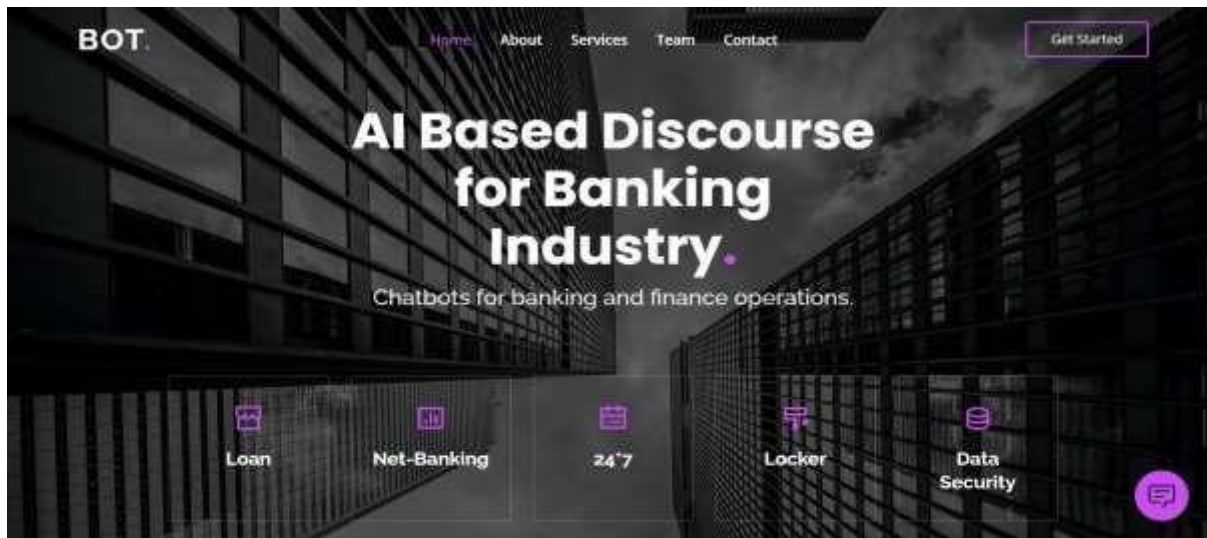 BOT.
Home About Services Team Contact
Get Started
AI Based Discourse
for Banking
Industry.
Chatbots for banking and finance operations.
Loan
Net-Banking
24*7
Locker
Data
Security